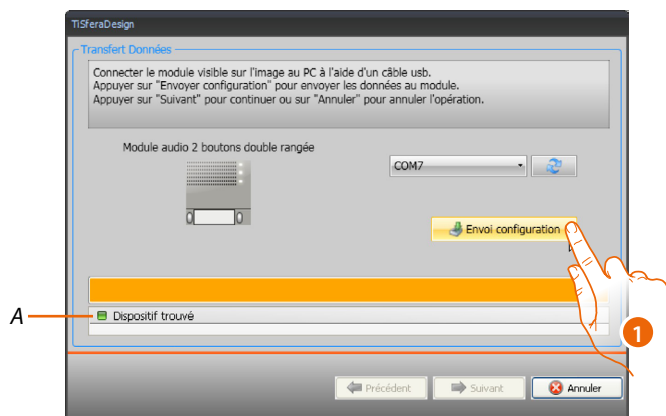 TiSferaDesign
Transfert Données
Connecter le module visible sur l'image au PC à l'aide d'un câble usb.
Appuyer sur "Envoyer configuration" pour envoyer les données au module.
Appuyer sur "Suivant" pour continuer ou sur "Annuler" pour annuler l'opération.
Module audio 2 boutons double rangée
COM7
Envoi configuration
A
Dispositif trouvé
1
Précédent
Suivant
Annuler